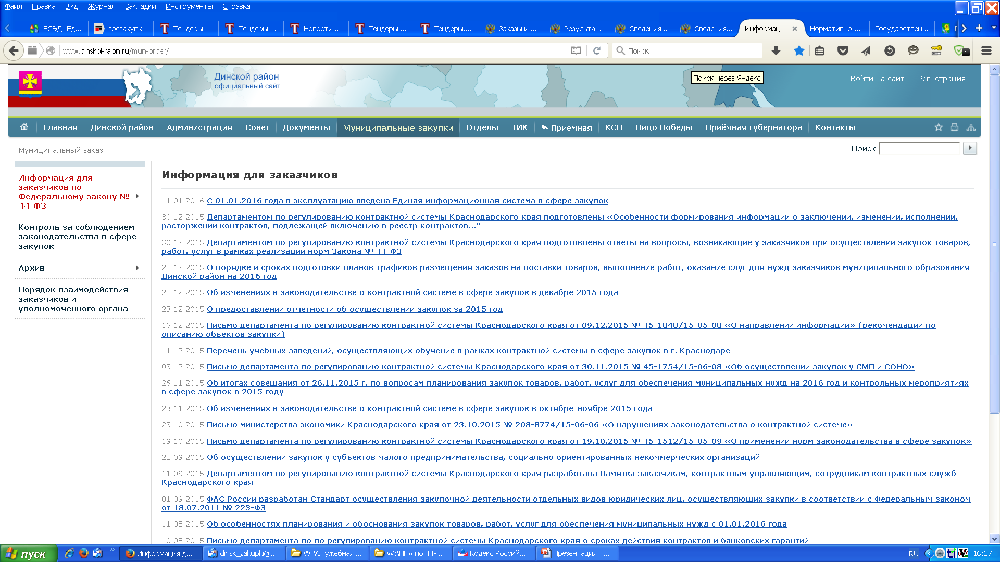 Файл Правка Вид Журнал Закладки Инструменты Справка
ЕСЭД: Ед... госзакупк... Тендеры.... Тендеры.... Новости ... Тендеры.... Тендеры.... Заказы и ... Результа... Сведения... Сведения... Информац... Нормативно-... Государствен...
www.dinskoi-raion.ru/mun-order/ Поиск 1
Поиск через Яндекс
Динской район
официальный сайт
Войти на сайт | Регистрация
Главная Динской район Администрация Совет Документы Муниципальные закупки Отделы ТИК Приемная КСП Лицо Победы Приёмная губернатора Контакты
Муниципальный заказ
Поиск
Информация для
заказчиков по
Федеральному закону №
44-ФЗ
Контроль за соблюдением
законодательства в сфере
закупок
Архив
Порядок взаимодействия
заказчиков и
уполномоченного органа
Информация для заказчиков
11.01.2016 С 01.01.2016 года в эксплуатацию введена Единая информационная система в сфере закупок
30.12.2015 Департаментом по регулированию контрактной системы Краснодарского края подготовлены «Особенности формирования информации о заключении, изменении, исполнении,
расторжении контрактов, подлежащей включению в реестр контрактов..."
30.12.2015 Департаментом по регулированию контрактной системы Краснодарского края подготовлены ответы на вопросы, возникающие у заказчиков при осуществлении закупок товаров,
работ, услуг в рамках реализации норм Закона № 44-ФЗ
28.12.2015 О порядке и сроках подготовки планов-графиков размещения заказов на поставки товаров, выполнение работ, оказание слуг для нужд заказчиков муниципального образования
Динской район на 2016 год
28.12.2015 Об изменениях в законодательстве о контрактной системе в сфере закупок в декабре 2015 года
23.12.2015 О предоставлении отчетности об осуществлении закупок за 2015 год
16.12.2015 Письмо департамента по регулированию контрактной системы Краснодарского края от 09.12.2015 № 45-1848/15-05-08 «О направлении информации» (рекомендации по
описанию объектов закупки)
11.12.2015 Перечень учебных заведений, осуществляющих обучение в рамках контрактной системы в сфере закупок в г. Краснодаре
03.12.2015 Письмо департамента по регулированию контрактной системы Краснодарского края от 30.11.2015 № 45-1754/15-06-08 «Об осуществлении закупок у СМП и СОНО»
26.11.2015 Об итогах совещания от 26.11.2015 г. по вопросам планирования закупок товаров, работ, услуг для обеспечения муниципальных нужд на 2016 год и контрольных мероприятиях
в сфере закупок в 2015 году
23.11.2015 Об изменениях в законодательстве о контрактной системе в сфере закупок в октябре-ноябре 2015 года
23.10.2015 Письмо министерства экономики Краснодарского края от 23.10.2015 № 208-8774/15-06-06 «О нарушениях законодательства о контрактной системе»
19.10.2015 Письмо департамента по регулированию контрактной системы Краснодарского края от 19.10.2015 № 45-1512/15-05-09 «О применении норм законодательства в сфере закупок»
28.09.2015 Об осуществлении закупок у субъектов малого предпринимательства, социально ориентированных некоммерческих организаций
11.09.2015 Департаментом по регулированию контрактной системы Краснодарского края разработана Памятка заказчикам, контрактным управляющим, сотрудникам контрактных служб
Краснодарского края
01.09.2015 ФАС России разработан Стандарт осуществления закупочной деятельности отдельных видов юридических лиц, осуществляющих закупки в соответствии с Федеральным законом
от 18.07.2011 № 223-ФЗ
11.08.2015 Об особенностях планирования и обоснования закупок товаров, работ, услуг для обеспечения муниципальных нужд с 01.01.2016 года
10.08.2015 Письмо департамента по по регулированию контрактной системы Краснодарского края о сроках действия контрактов и банковских гарантий
пуск Информация д... dinsk_zakupki@... W:\Служебная ... W:\НПА по 44-... Кодекс Россий... Презентация Н... RU 16:27